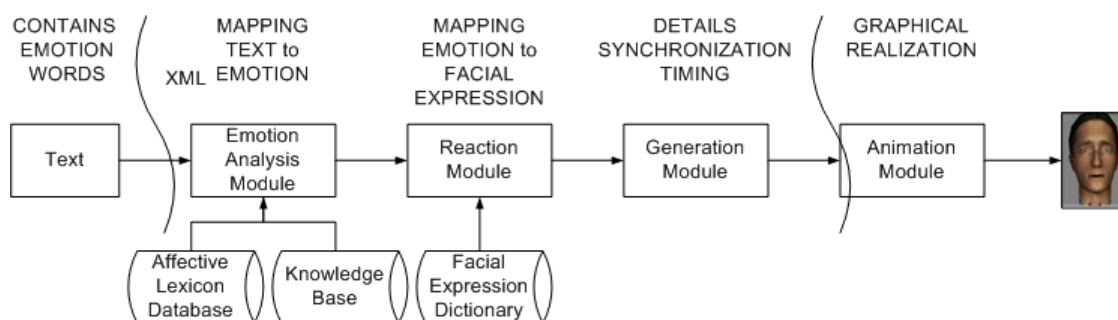 CONTAINS
EMOTION
WORDS
MAPPING
TEXT to
EMOTION
XML
MAPPING
EMOTION to
FACIAL
EXPRESSION
DETAILS
SYNCHRONIZATION
TIMING
GRAPHICAL
REALIZATION
Text
Emotion
Analysis
Module
Reaction
Module
Generation
Module
Animation
Module
Affective
Lexicon
Database
Knowledge
Base
Facial
Expression
Dictionary